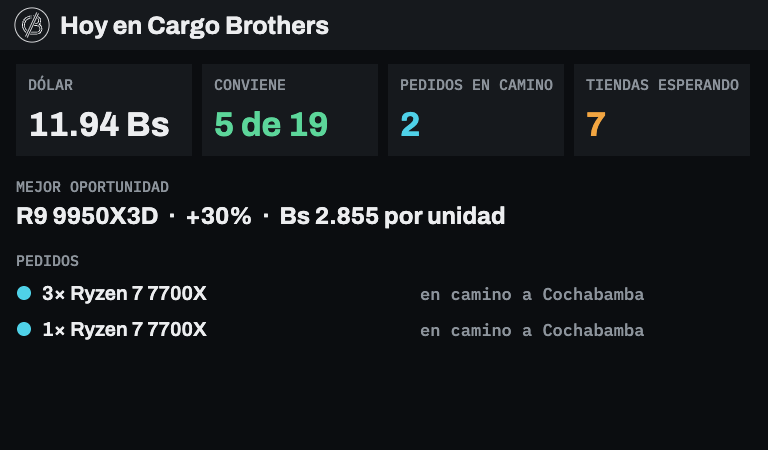 Hoy en Cargo Brothers
DÓLAR
11.94 Bs
CONVIENE
5 de 19
PEDIDOS EN CAMINO
2
TIENDAS ESPERANDO
7
MEJOR OPORTUNIDAD
R9 9950X3D · +30% · Bs 2.855 por unidad
PEDIDOS
3× Ryzen 7 7700X en camino a Cochabamba
1× Ryzen 7 7700X en camino a Cochabamba